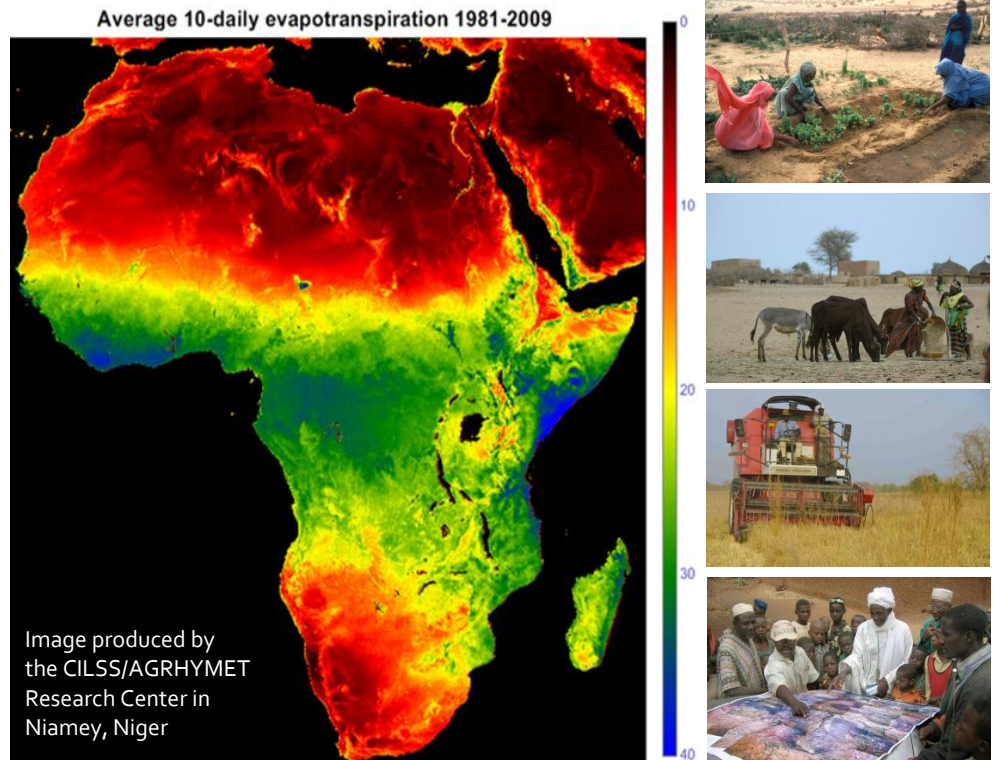 Average 10-daily evapotranspiration 1981-2009
0
10
20
30
40
Image produced by
the CILSS/AGRHYMET
Research Center in
Niamey, Niger